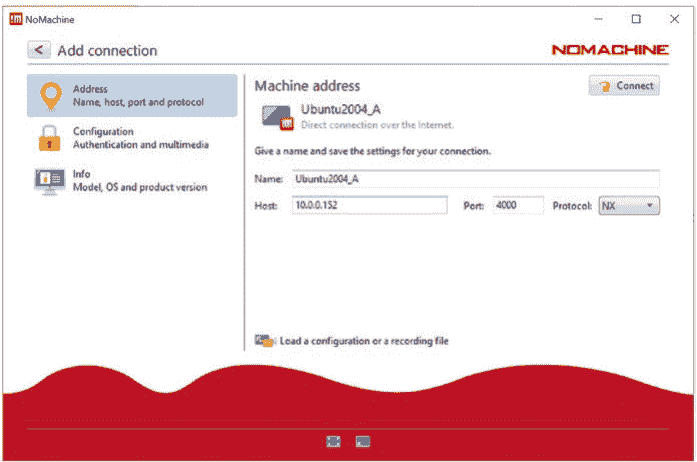 NoMachine
Add connection
NOMACHINE
Address
Name, host, port and protocol
Configuration
Authentication and multimedia
Info
Model, OS and product version
Machine address
Connect
Ubuntu2004_A
Direct connection over the Internet.
Give a name and save the settings for your connection.
Name: Ubuntu2004_A
Host: 10.0.0.152 Port: 4000 Protocol: NX
Load a configuration or a recording file